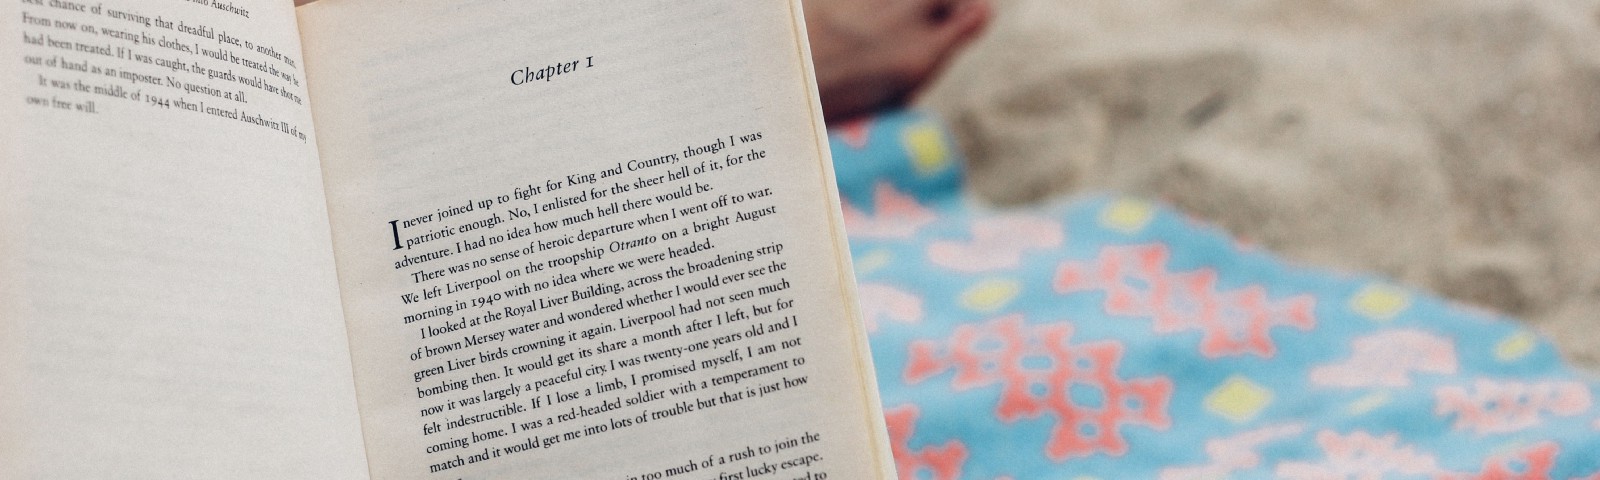 into Auschwitz
best chance of surviving that dreadful place, to another man.
From now on, wearing his clothes, I would be treated the way he
had been treated. If I was caught, the guards would have shot me
out of hand as an imposter. No question at all.
It was the middle of 1944 when I entered Auschwitz III of my
own free will.
Chapter 1
I never joined up to fight for King and Country, though I was
patriotic enough. No, I enlisted for the sheer hell of it, for the
adventure. I had no idea how much hell there would be.
There was no sense of heroic departure when I went off to war.
We left Liverpool on the troopship Otranto on a bright August
morning in 1940 with no idea where we were headed.
I looked at the Royal Liver Building, across the broadening strip
of brown Mersey water and wondered whether I would ever see the
green Liver birds crowning it again. Liverpool had not seen much
bombing then. It would get its share a month after I left, but for
now it was largely a peaceful city. I was twenty-one years old and I
felt indestructible. If I lose a limb, I promised myself, I am not
coming home. I was a red-headed soldier with a temperament to
match and it would get me into lots of trouble but that is just how
in too much of a rush to join the
first lucky escape.
to